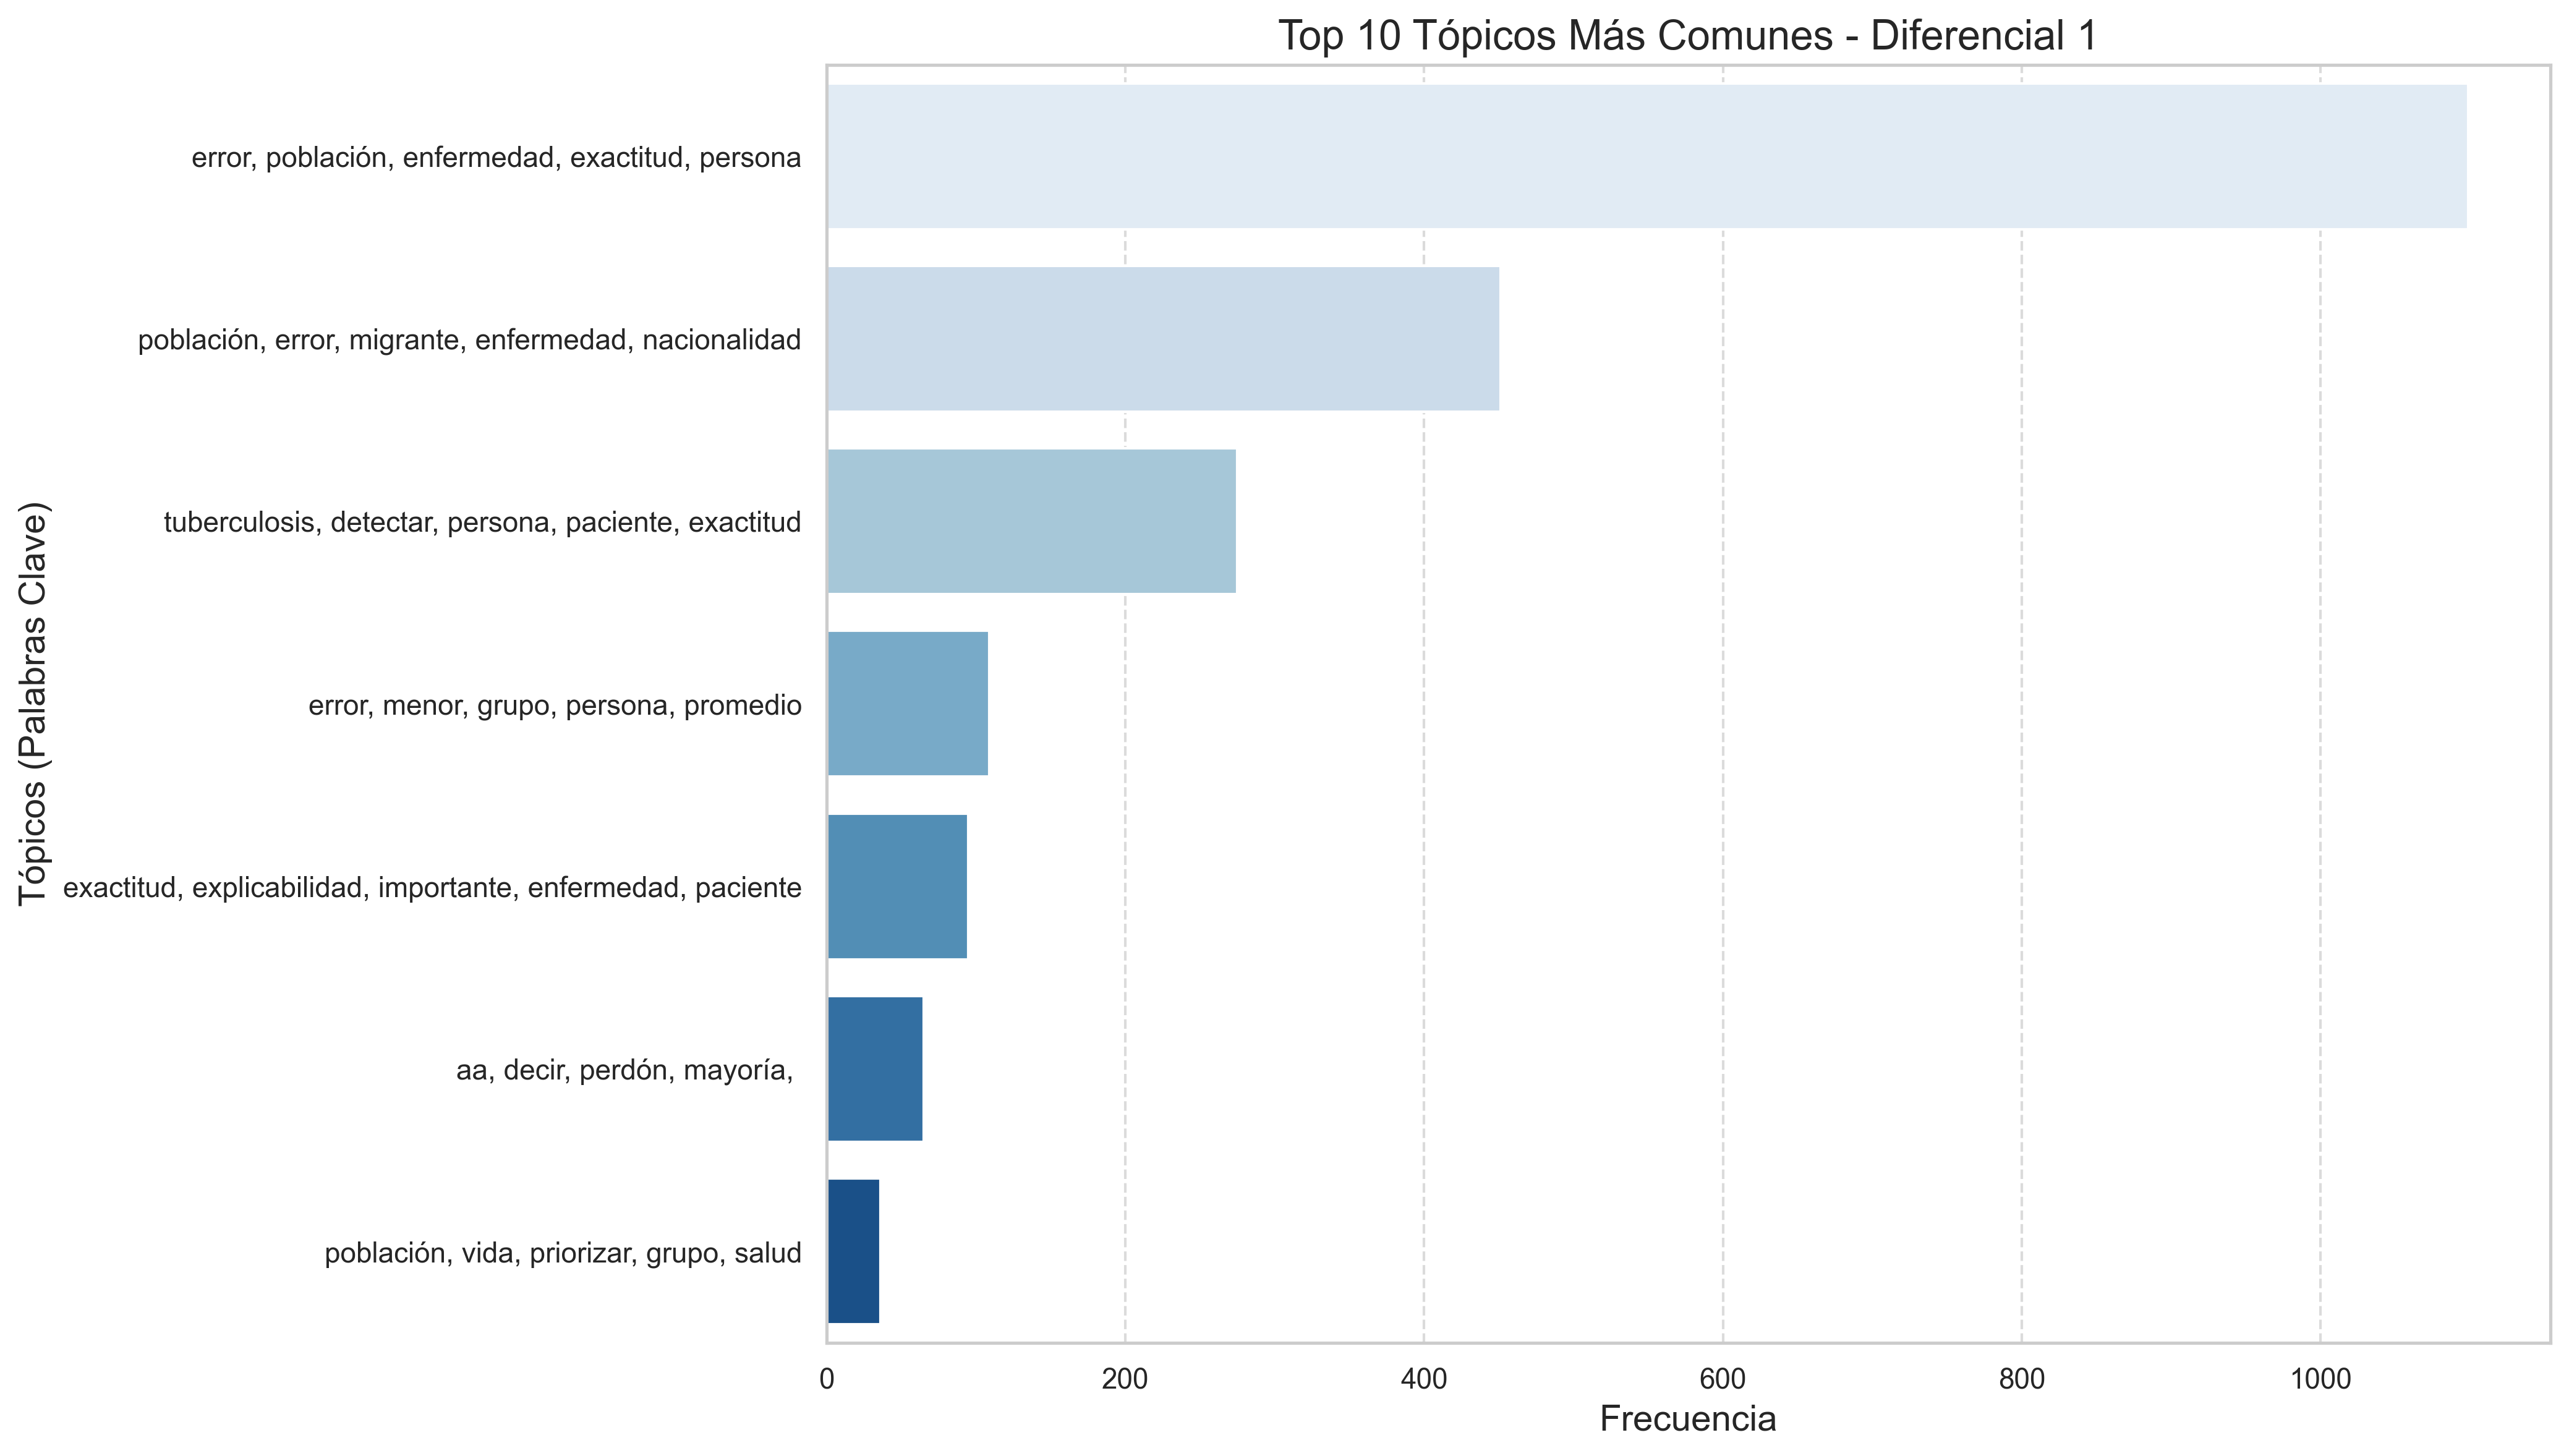 Top 10 Tópicos Más Comunes - Diferencial 1
Tópicos (Palabras Clave)
error, población, enfermedad, exactitud, persona
población, error, migrante, enfermedad, nacionalidad
tuberculosis, detectar, persona, paciente, exactitud
error, menor, grupo, persona, promedio
exactitud, explicabilidad, importante, enfermedad, paciente
aa, decir, perdón, mayoría,
población, vida, priorizar, grupo, salud
0 200 400 600 800 1000
Frecuencia